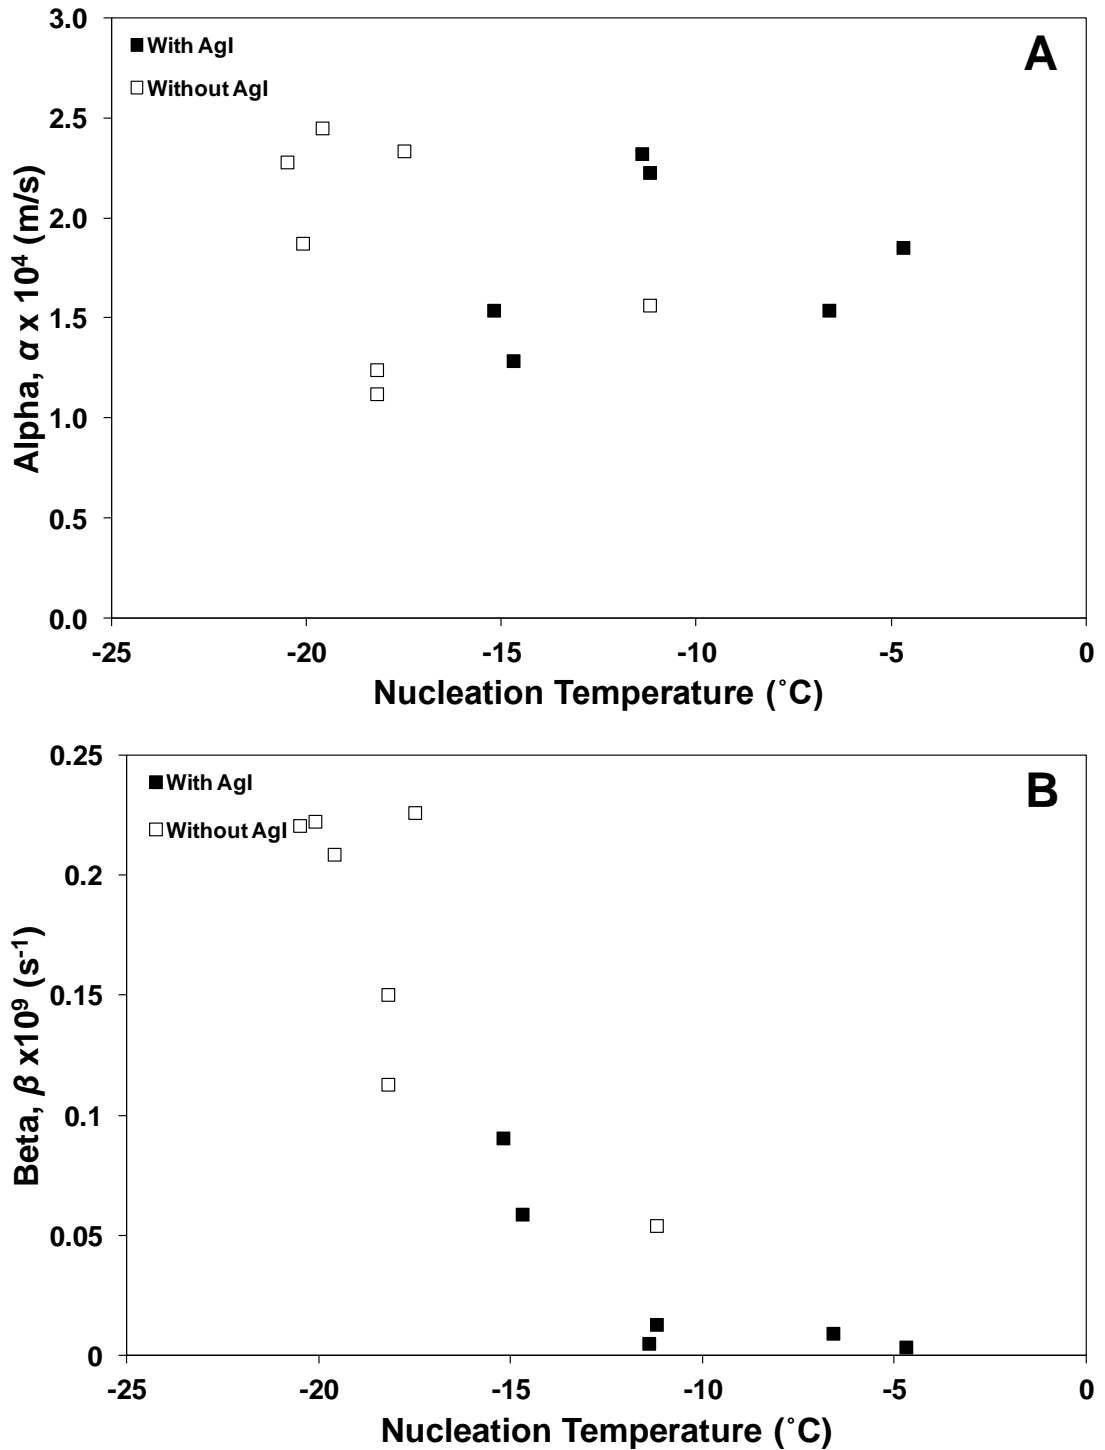 3.0
With AgI
A
Without AgI
2.5
2.0
1.5
1.0
0.5
0.0
Alpha, α x 10⁴ (m/s)
-25 -20 -15 -10 -5 0
Nucleation Temperature (˚C)
0.25
With AgI
B
Without AgI
0.2
0.15
0.1
0.05
0
Beta, β x10⁹ (s⁻¹)
-25 -20 -15 -10 -5 0
Nucleation Temperature (˚C)